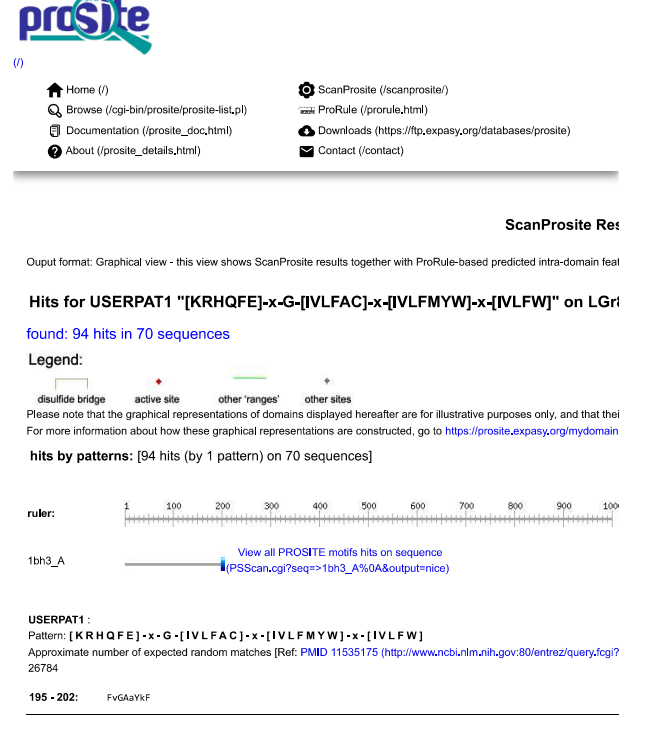 prosite
(/)
Home (/)
ScanProsite (/scanprosite/)
Browse (/cgi-bin/prosite/prosite-list.pl)
ProRule (/prorule.html)
Documentation (/prosite_doc.html)
Downloads (https://ftp.expasy.org/databases/prosite)
About (/prosite_details.html)
Contact (/contact)
ScanProsite Res
Ouput format: Graphical view - this view shows ScanProsite results together with ProRule-based predicted intra-domain feat
Hits for USERPAT1 "[KRHQFE]-x-G-[IVLFAC]-x-[IVLFMYW]-x-[IVLFW]" on LGr8
found: 94 hits in 70 sequences
Legend:
disulfide bridge active site other 'ranges' other sites
Please note that the graphical representations of domains displayed hereafter are for illustrative purposes only, and that thei
For more information about how these graphical representations are constructed, go to https://prosite.expasy.org/mydomain
hits by patterns: [94 hits (by 1 pattern) on 70 sequences]
ruler: 1 100 200 300 400 500 600 700 800 900 100
1bh3_A View all PROSITE motifs hits on sequence
(PSScan.cgi?seq=>1bh3_A%0A&output=nice)
USERPAT1 :
Pattern: [KRHQFE]-x-G-[IVLFAC]-x-[IVLFMYW]-x-[IVLFW]
Approximate number of expected random matches [Ref: PMID 11535175 (http://www.ncbi.nlm.nih.gov:80/entrez/query.fcgi?
26784
195 - 202: FvGAaYkF